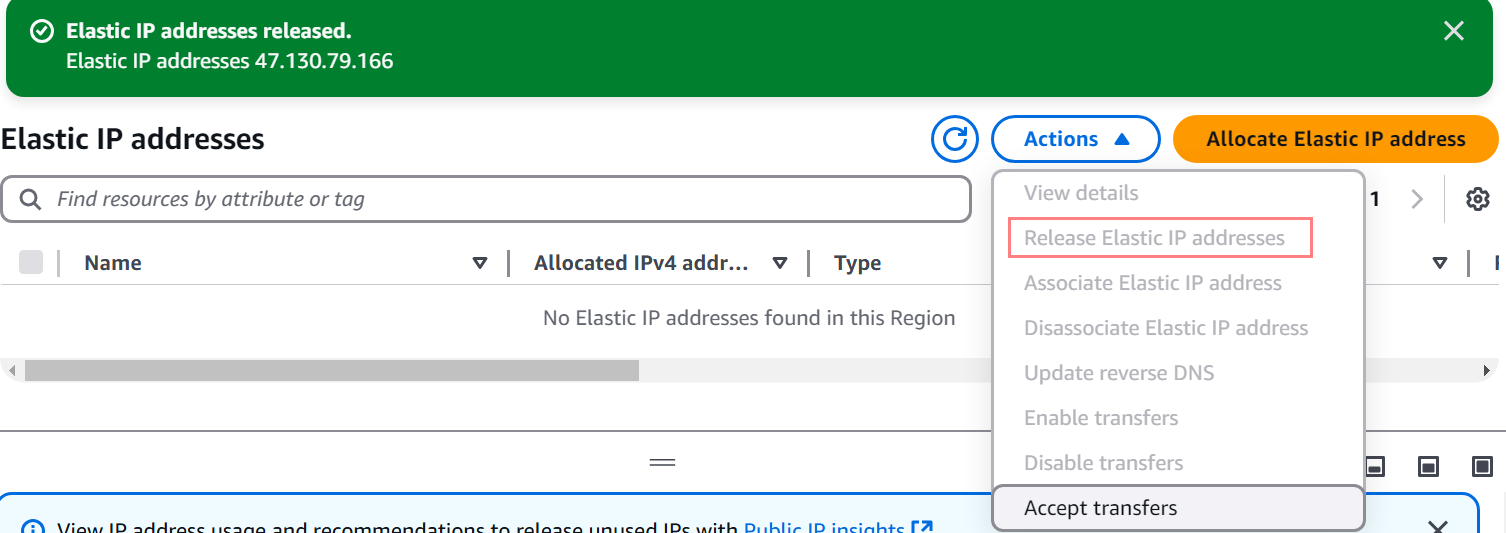 Elastic IP addresses released.
Elastic IP addresses 47.130.79.166
Elastic IP addresses
Actions
Allocate Elastic IP address
Find resources by attribute or tag
1
Name
Allocated IPv4 addr...
Type
No Elastic IP addresses found in this Region
View details
Release Elastic IP addresses
Associate Elastic IP address
Disassociate Elastic IP address
Update reverse DNS
Enable transfers
Disable transfers
Accept transfers
View IP address usage and recommendations to release unused IPs with Public IP insights